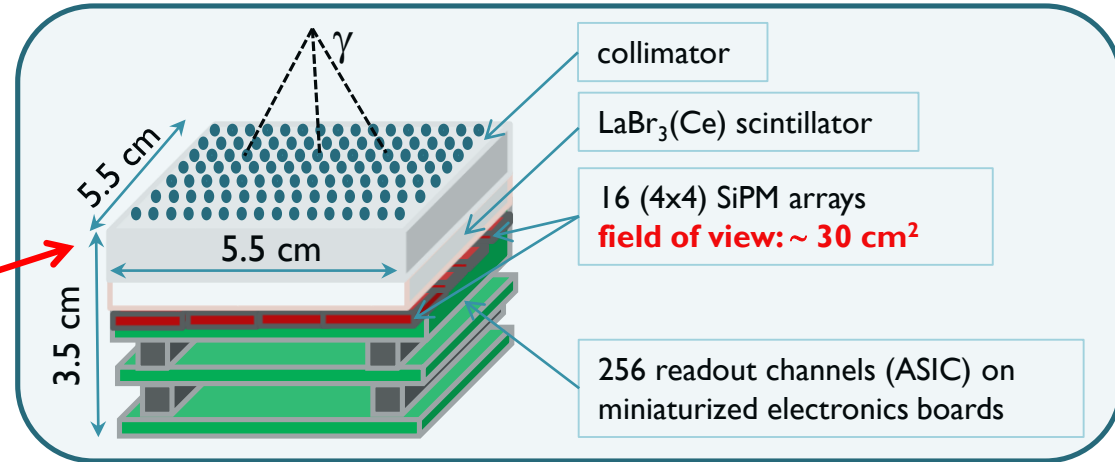 γ
collimator
LaBr₃(Ce) scintillator
16 (4x4) SiPM arrays
field of view: ~ 30 cm²
256 readout channels (ASIC) on
miniaturized electronics boards
5.5 cm
5.5 cm
3.5 cm